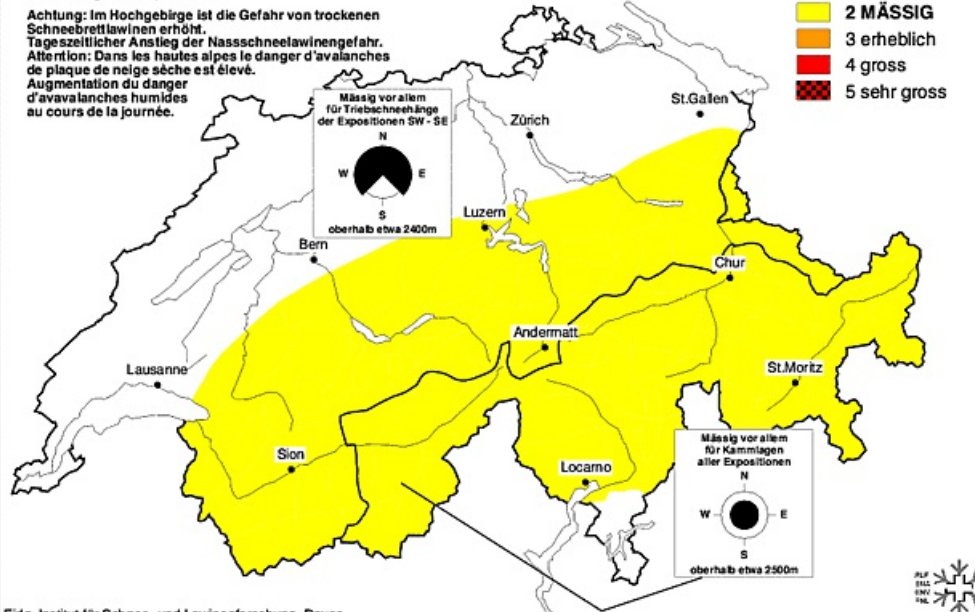 Achtung: Im Hochgebirge ist die Gefahr von trockenen
Schneebrettlawinen erhöht.
Tageszeitlicher Anstieg der Nassschneelawinengefahr.
Attention: Dans les hautes alpes le danger d'avalanches
de plaque de neige sèche est élevé.
Augmentation du danger
d'avavalanches humides
au cours de la journée.
2 MÄSSIG
3 erheblich
4 gross
5 sehr gross
Mässig vor allem
für Triebschneehänge
der Expositionen SW - SE
N
W E
S
oberhalb etwa 2400m
St.Gallen
Zürich
Luzern
Bern
Chur
Andermatt
Lausanne
St.Moritz
Sion
Locarno
Mässig vor allem
für Kammlagen
aller Expositionen
N
W E
S
oberhalb etwa 2500m